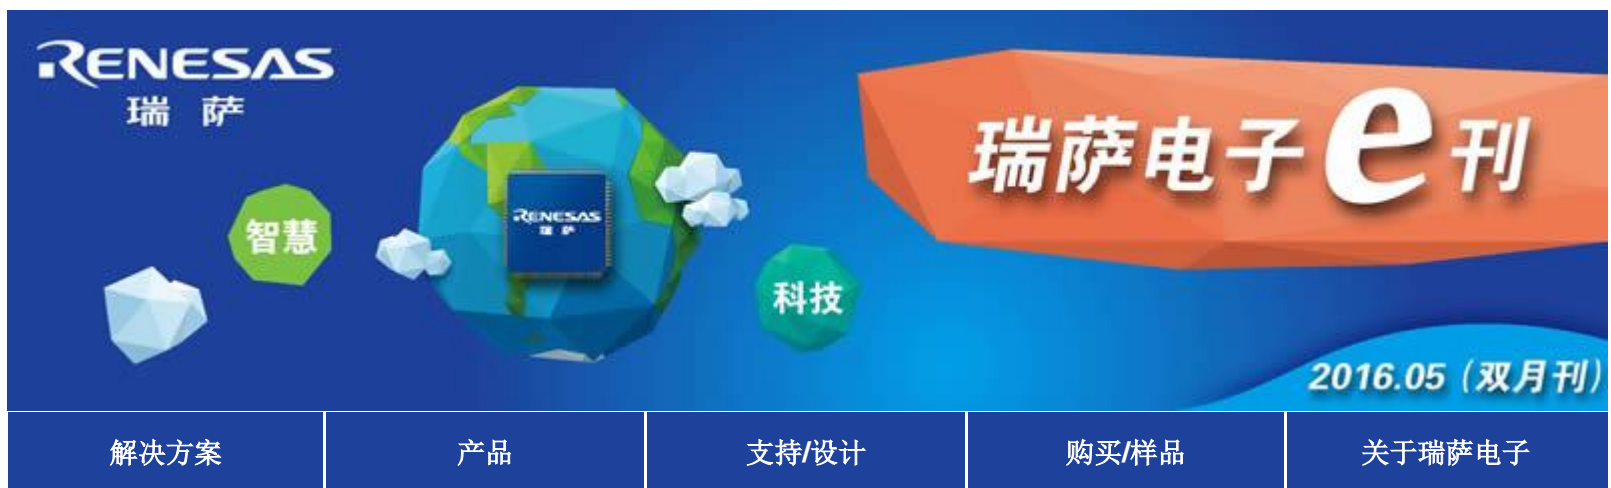 RENESAS
瑞萨
瑞萨电子e刊
RENESAS
瑞萨
智慧
科技
2016.05（双月刊）
解决方案
产品
支持/设计
购买/样品
关于瑞萨电子